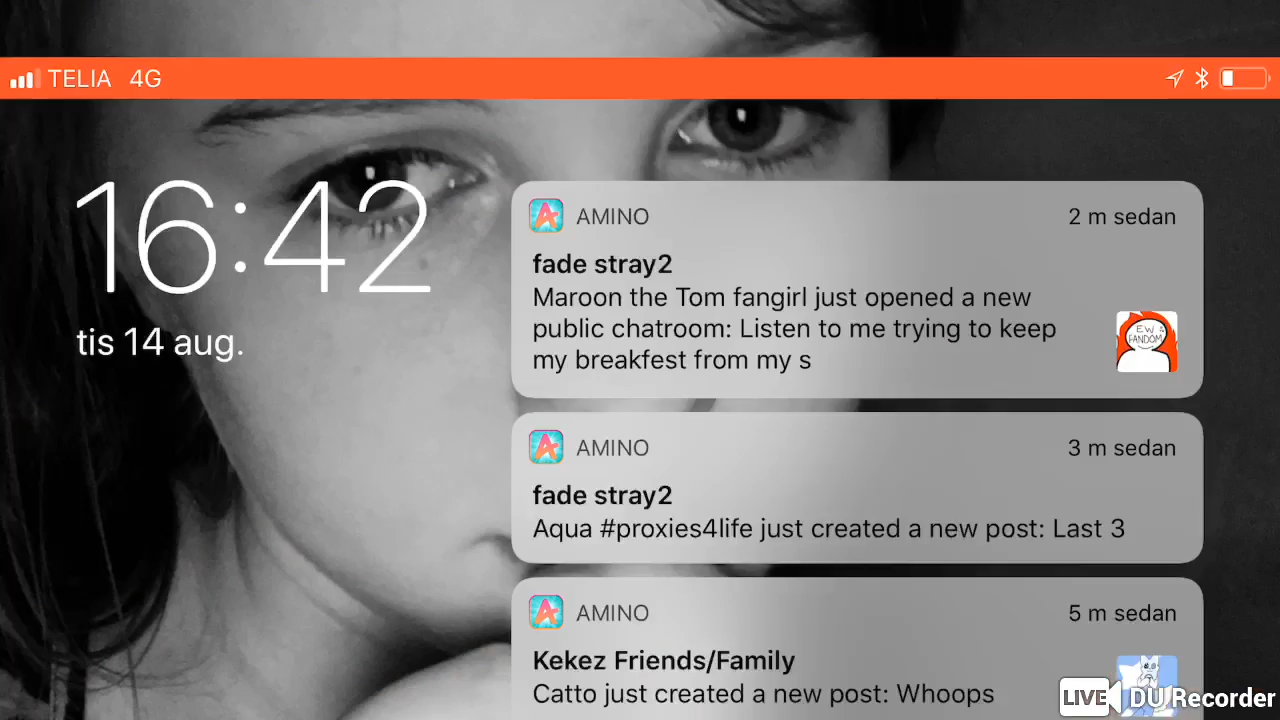 TELIA 4G
16:42
tis 14 aug.
AMINO 2 m sedan
fade stray2
Maroon the Tom fangirl just opened a new
public chatroom: Listen to me trying to keep
my breakfest from my s
EW
FANDOM
AMINO 3 m sedan
fade stray2
Aqua #proxies4life just created a new post: Last 3
AMINO 5 m sedan
Kekez Friends/Family
Catto just created a new post: Whoops
LIVE DU Recorder